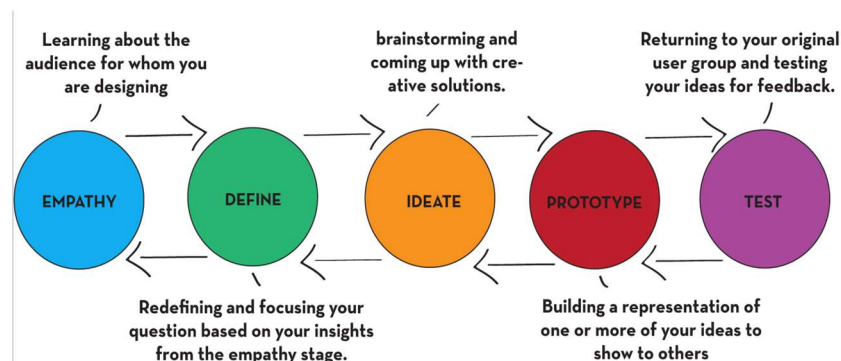 Learning about the
audience for whom you
are designing
brainstorming and
coming up with cre-
ative solutions.
Returning to your original
user group and testing
your ideas for feedback.
EMPATHY
DEFINE
IDEATE
PROTOTYPE
TEST
Redefining and focusing your
question based on your insights
from the empathy stage.
Building a representation of
one or more of your ideas to
show to others